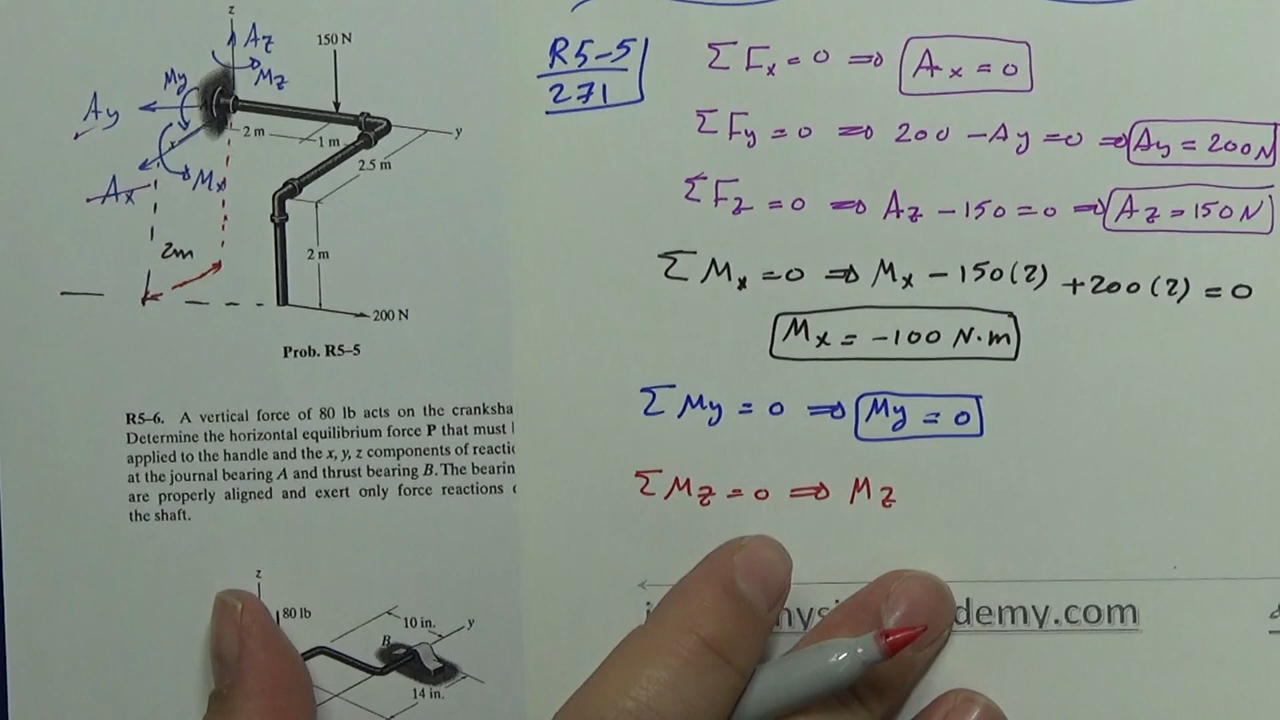 z
Az
Mz
150 N
My
Ay
2 m
1 m
y
2.5 m
x
Mx
Ax
2m
2 m
200 N
Prob. R5–5
R5–6. A vertical force of 80 lb acts on the cranksha
Determine the horizontal equilibrium force P that must
applied to the handle and the x, y, z components of reactio
at the journal bearing A and thrust bearing B. The bearin
are properly aligned and exert only force reactions o
the shaft.
z
80 lb
10 in.
y
B
14 in.
R5-5
271
ΣFx = 0 ⇒ Ax = 0
ΣFy = 0 ⇒ 200 - Ay = 0 ⇒ Ay = 200N
ΣFz = 0 ⇒ Az - 150 = 0 ⇒ Az = 150 N
ΣMx = 0 ⇒ Mx - 150(2) + 200(2) = 0
Mx = -100 N·m
ΣMy = 0 ⇒ My = 0
ΣMz = 0 ⇒ Mz
demy.com